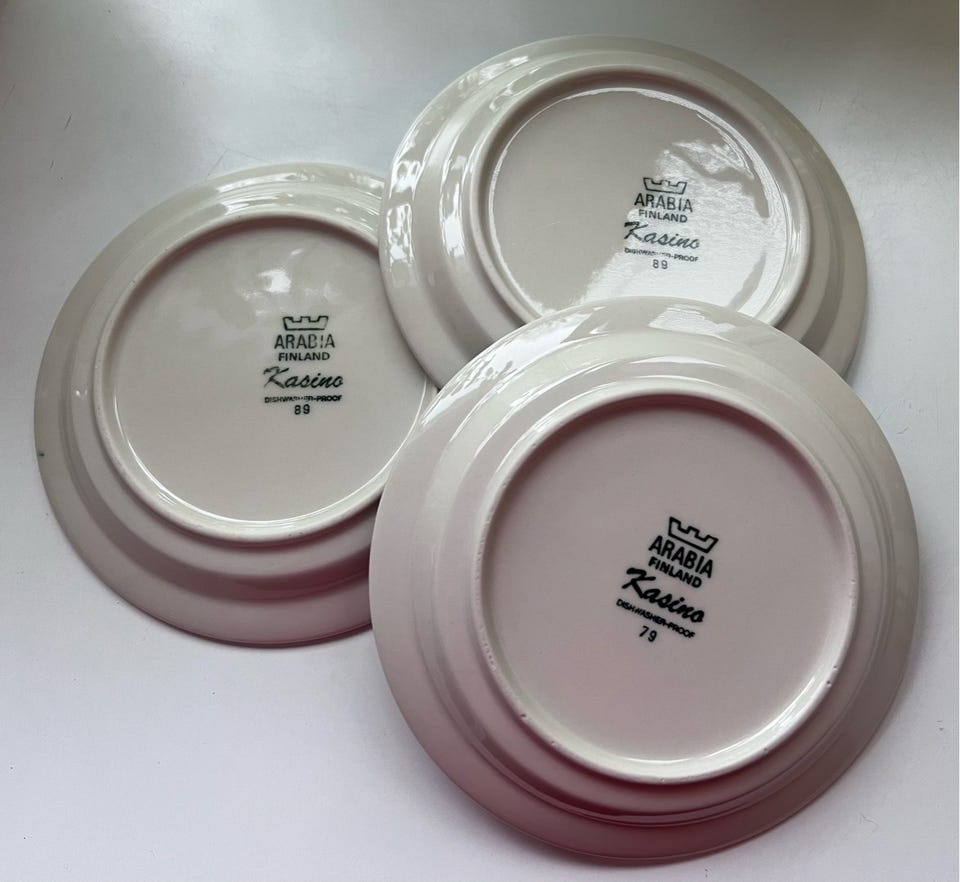 ARABIA
FINLAND
Kasino
DISHWASHER-PROOF
89
ARABIA
FINLAND
Kasino
DISHWASHER-PROOF
89
ARABIA
FINLAND
Kasino
DISHWASHER-PROOF
79